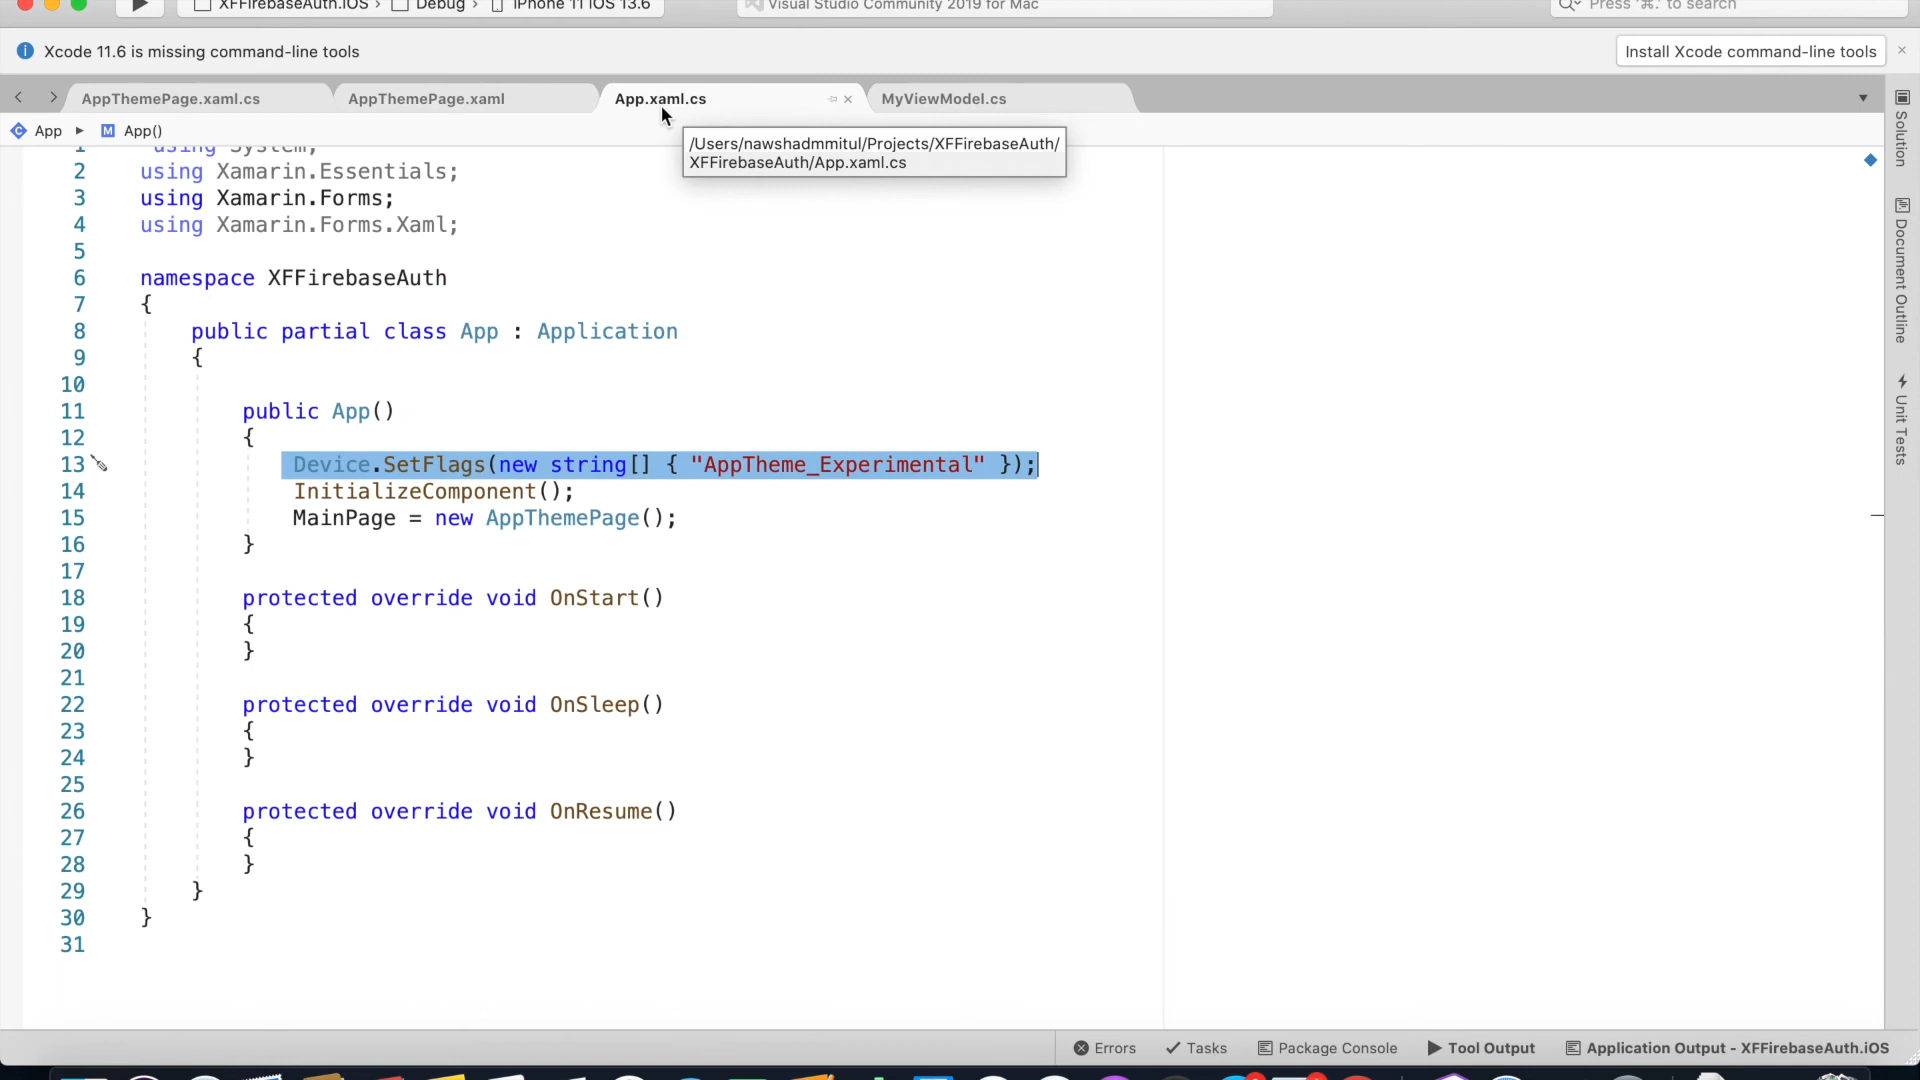 XFFirebaseAuth.iOS › Debug › iPhone 11 iOS 13.6
Visual Studio Community 2019 for Mac
Press '⌘.' to search
Xcode 11.6 is missing command-line tools
Install Xcode command-line tools
AppThemePage.xaml.cs
AppThemePage.xaml
App.xaml.cs
MyViewModel.cs
App ▸ M App()
/Users/nawshadmmitul/Projects/XFFirebaseAuth/
XFFirebaseAuth/App.xaml.cs
1 using System;
2 using Xamarin.Essentials;
3 using Xamarin.Forms;
4 using Xamarin.Forms.Xaml;
5
6 namespace XFFirebaseAuth
7 {
8 public partial class App : Application
9 {
10
11 public App()
12 {
13 Device.SetFlags(new string[] { "AppTheme_Experimental" });
14 InitializeComponent();
15 MainPage = new AppThemePage();
16 }
17
18 protected override void OnStart()
19 {
20 }
21
22 protected override void OnSleep()
23 {
24 }
25
26 protected override void OnResume()
27 {
28 }
29 }
30 }
31
Solution
Document Outline
Unit Tests
Errors
Tasks
Package Console
Tool Output
Application Output - XFFirebaseAuth.iOS